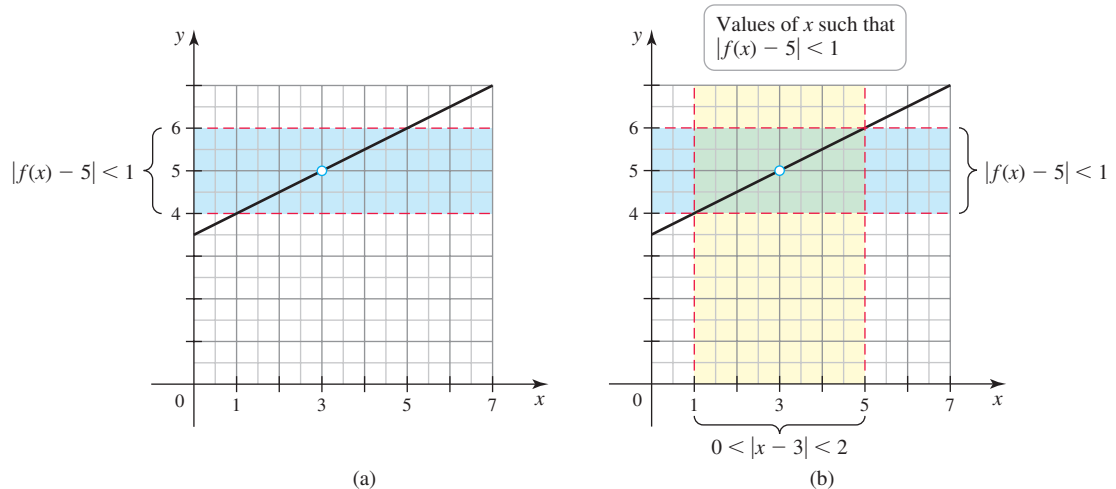 y
6
|f(x) − 5| < 1
5
4
0
1
3
5
7
x
(a)
Values of x such that
|f(x) − 5| < 1
y
6
5
|f(x) − 5| < 1
4
0
1
3
5
7
x
0 < |x − 3| < 2
(b)